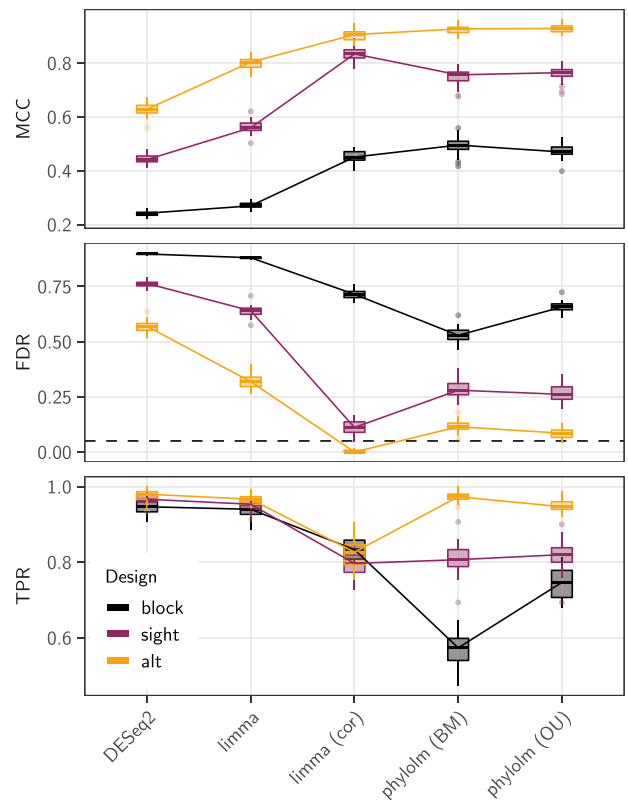 MCC
0.8
0.6
0.4
0.2
FDR
0.75
0.50
0.25
0.00
TPR
1.0
0.8
0.6
Design
block
sight
alt
DESeq2
limma
limma (cor)
phylolm (BM)
phylolm (OU)